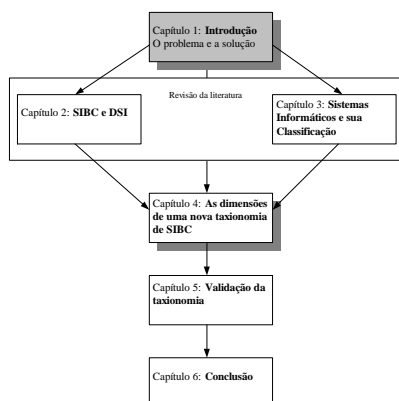 Capítulo 1: Introdução
O problema e a solução
Revisão da literatura
Capítulo 2: SIBC e DSI
Capítulo 3: Sistemas
Informáticos e sua
Classificação
Capítulo 4: As dimensões
de uma nova taxionomia
de SIBC
Capítulo 5: Validação da
taxionomia
Capítulo 6: Conclusão